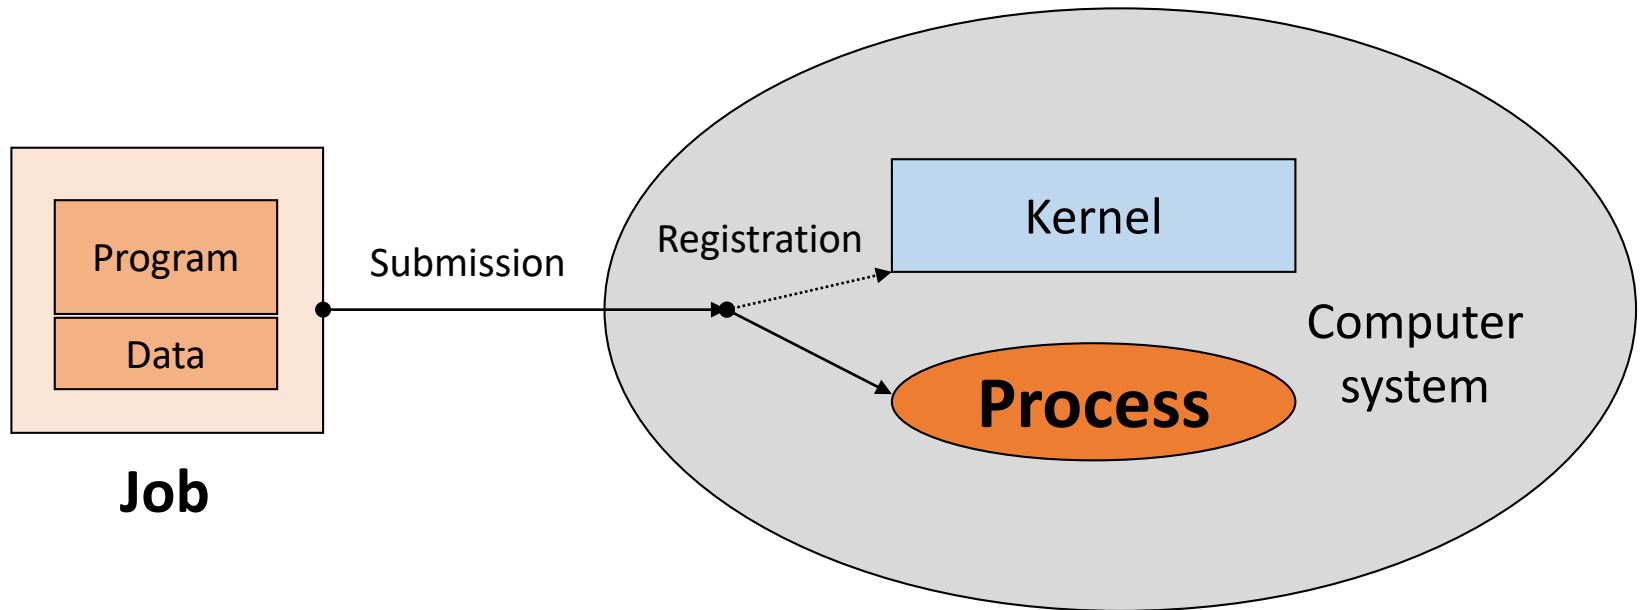 Program
Data
Job
Submission
Registration
Kernel
Process
Computer
system